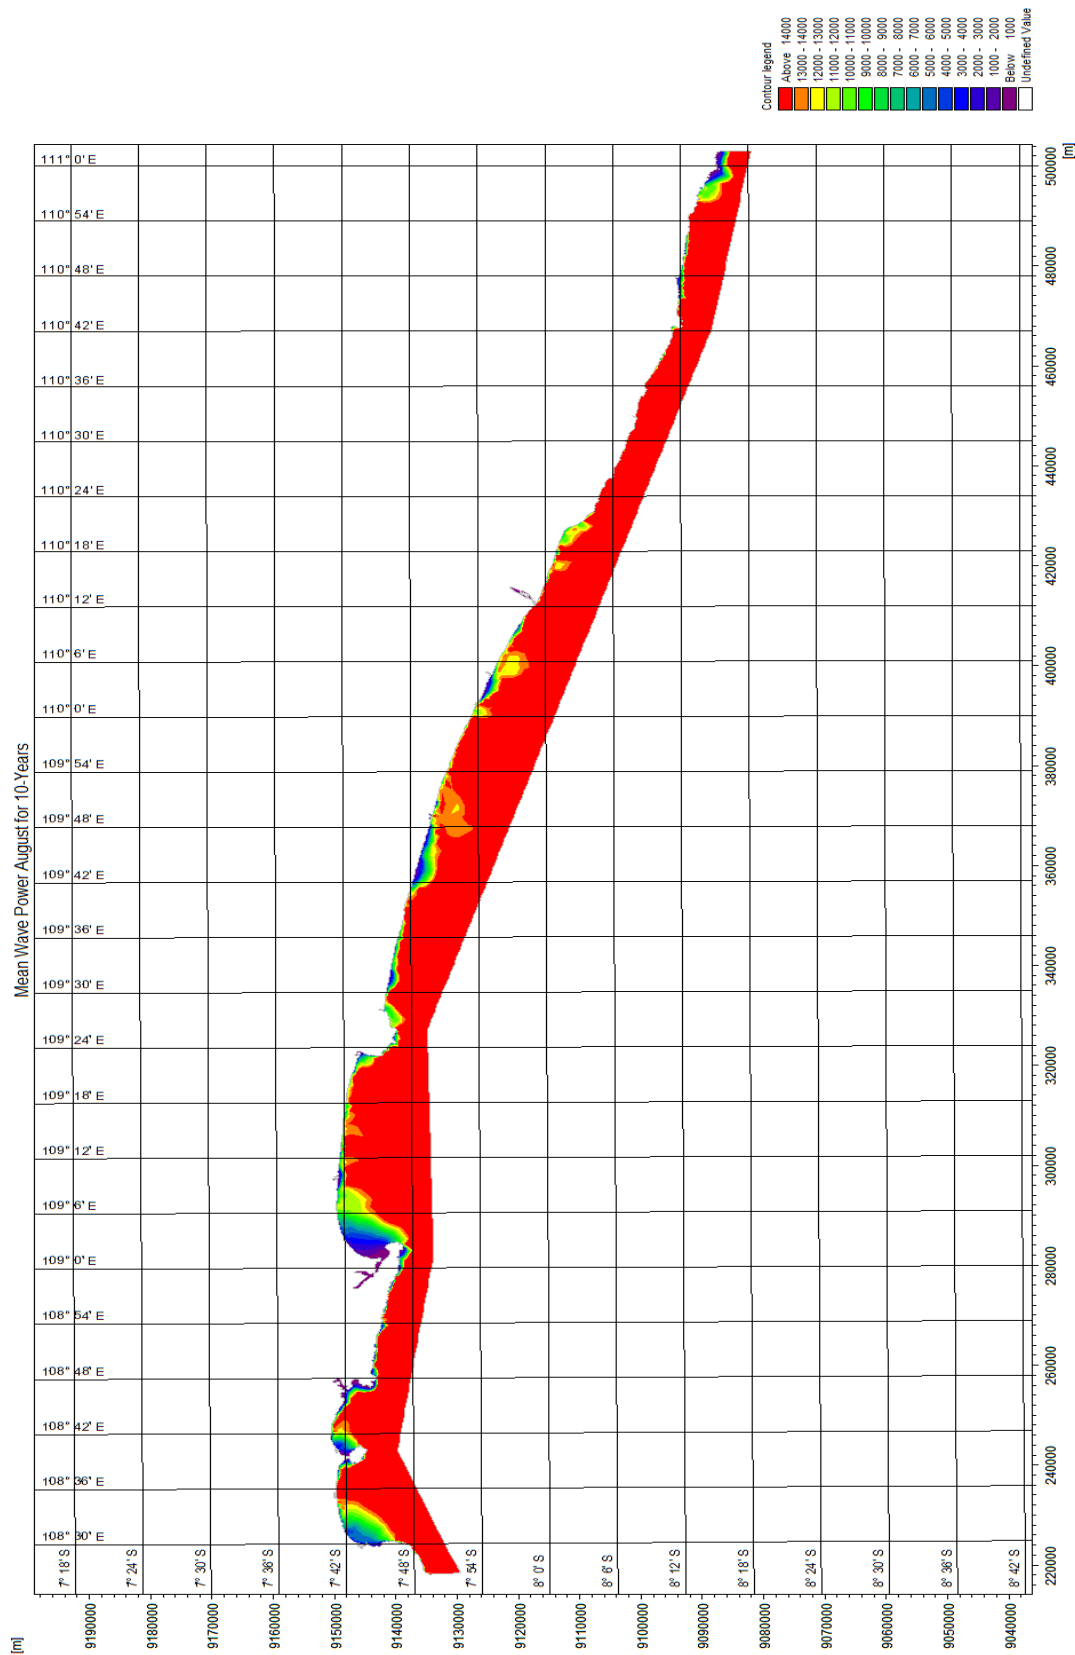 Mean Wave Power August for 10-Years
[m]
9190000
9180000
9170000
9160000
9150000
9140000
9130000
9120000
9110000
9100000
9090000
9080000
9070000
9060000
9050000
9040000
7° 18' S
7° 24' S
7° 30' S
7° 36' S
7° 42' S
7° 48' S
7° 54' S
8° 0' S
8° 6' S
8° 12' S
8° 18' S
8° 24' S
8° 30' S
8° 36' S
8° 42' S
108° 30' E
108° 36' E
108° 42' E
108° 48' E
108° 54' E
109° 0' E
109° 6' E
109° 12' E
109° 18' E
109° 24' E
109° 30' E
109° 36' E
109° 42' E
109° 48' E
109° 54' E
110° 0' E
110° 6' E
110° 12' E
110° 18' E
110° 24' E
110° 30' E
110° 36' E
110° 42' E
110° 48' E
110° 54' E
111° 0' E
220000
240000
260000
280000
300000
320000
340000
360000
380000
400000
420000
440000
460000
480000
500000
[m]
Contour legend
Above 14000
13000 - 14000
12000 - 13000
11000 - 12000
10000 - 11000
9000 - 10000
8000 - 9000
7000 - 8000
6000 - 7000
5000 - 6000
4000 - 5000
3000 - 4000
2000 - 3000
1000 - 2000
Below 1000
Undefined Value